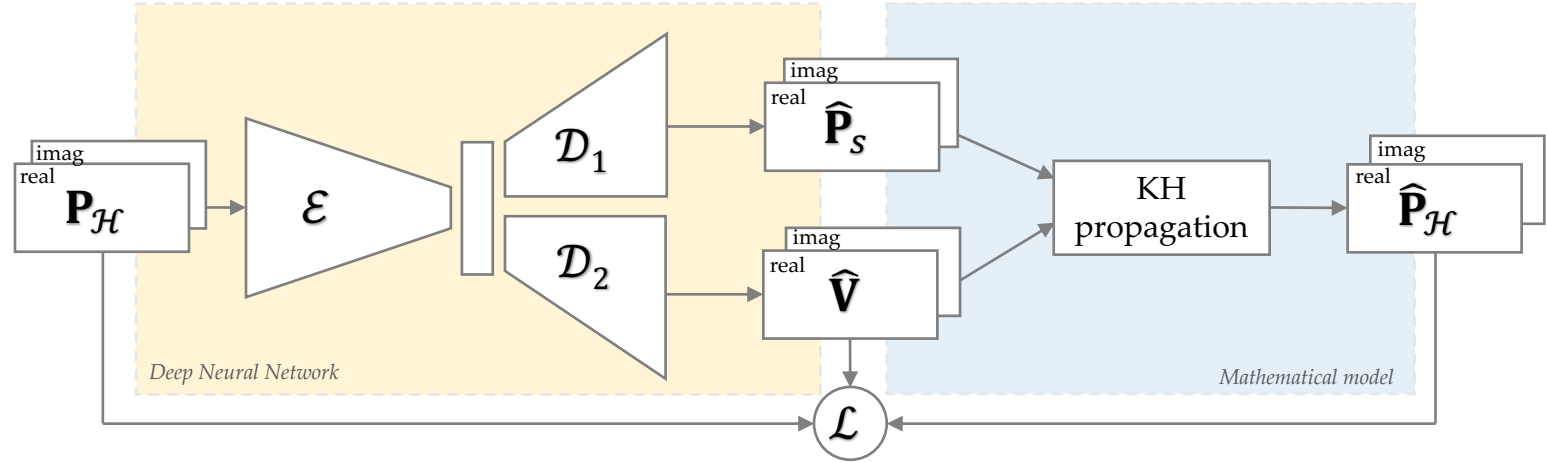 imag
real
P_ℋ
ℰ
𝒟₁
𝒟₂
Deep Neural Network
imag
real
P̂_s
imag
real
V̂
ℒ
KH
propagation
Mathematical model
imag
real
P̂_ℋ